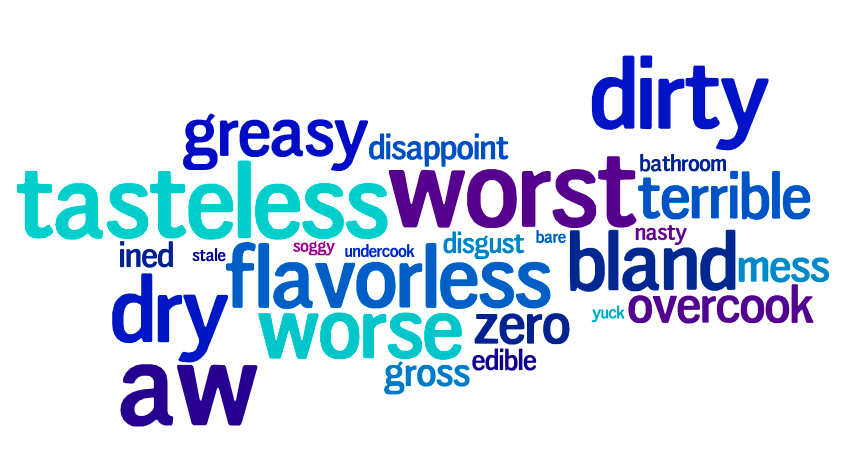 dirty
greasy
disappoint
bathroom
tasteless
worst
terrible
nasty
bare
disgust
soggy
undercook
stale
ined
flavorless
bland
mess
dry
worse
zero
yuck
overcook
edible
gross
aw